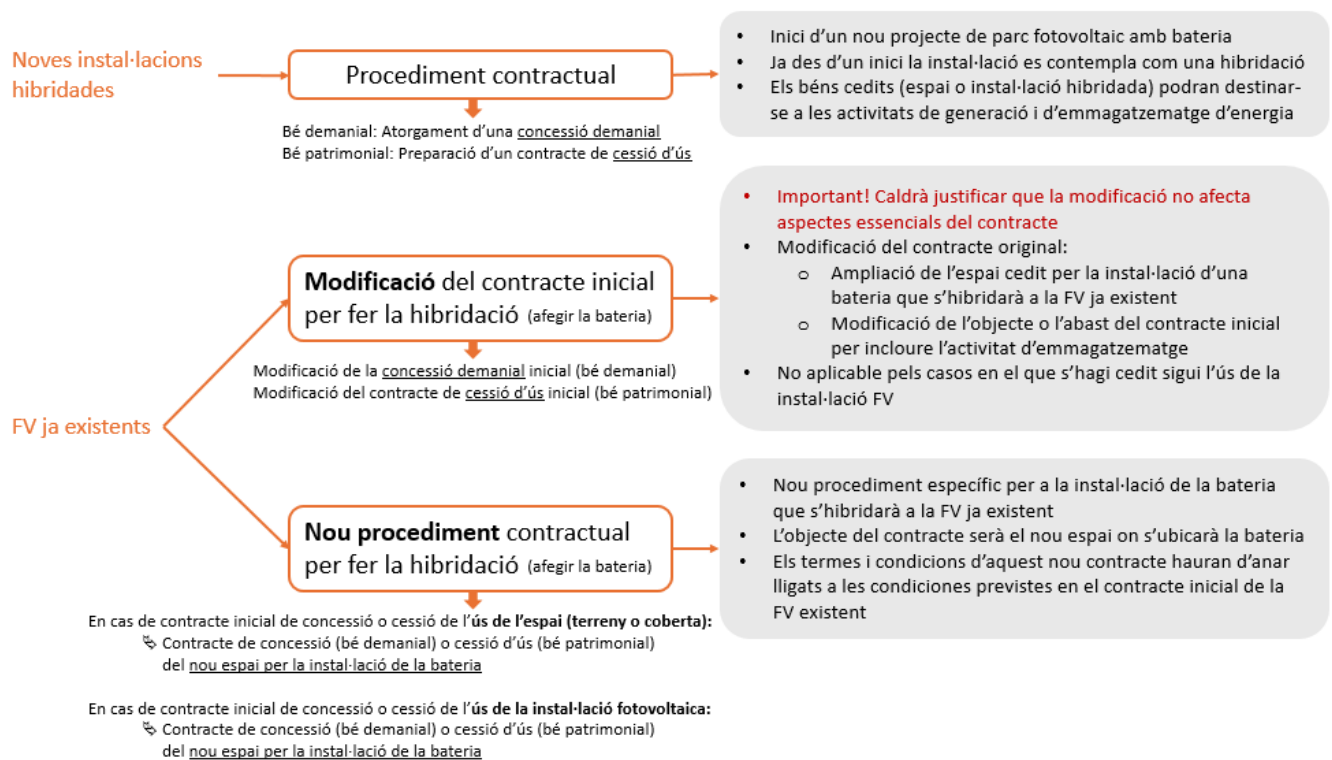 Noves instal·lacions
hibridades
Procediment contractual
Bé demanial: Atorgament d'una concessió demanial
Bé patrimonial: Preparació d'un contracte de cessió d'ús
• Inici d'un nou projecte de parc fotovoltaic amb bateria
• Ja des d'un inici la instal·lació es contempla com una hibridació
• Els béns cedits (espai o instal·lació hibridada) podran destinar-
se a les activitats de generació i d'emmagatzematge d'energia
FV ja existents
Modificació del contracte inicial
per fer la hibridació (afegir la bateria)
Modificació de la concessió demanial inicial (bé demanial)
Modificació del contracte de cessió d'ús inicial (bé patrimonial)
• Important! Caldrà justificar que la modificació no afecta
aspectes essencials del contracte
• Modificació del contracte original:
o Ampliació de l'espai cedit per la instal·lació d'una
bateria que s'hibridarà a la FV ja existent
o Modificació de l'objecte o l'abast del contracte inicial
per incloure l'activitat d'emmagatzematge
• No aplicable pels casos en el que s'hagi cedit sigui l'ús de la
instal·lació FV
Nou procediment contractual
per fer la hibridació (afegir la bateria)
En cas de contracte inicial de concessió o cessió de l'ús de l'espai (terreny o coberta):
Contracte de concessió (bé demanial) o cessió d'ús (bé patrimonial)
del nou espai per la instal·lació de la bateria
En cas de contracte inicial de concessió o cessió de l'ús de la instal·lació fotovoltaica:
Contracte de concessió (bé demanial) o cessió d'ús (bé patrimonial)
del nou espai per la instal·lació de la bateria
• Nou procediment específic per a la instal·lació de la bateria
que s'hibridarà a la FV ja existent
• L'objecte del contracte serà el nou espai on s'ubicarà la bateria
• Els termes i condicions d'aquest nou contracte hauran d'anar
lligats a les condiciones previstes en el contracte inicial de la
FV existent